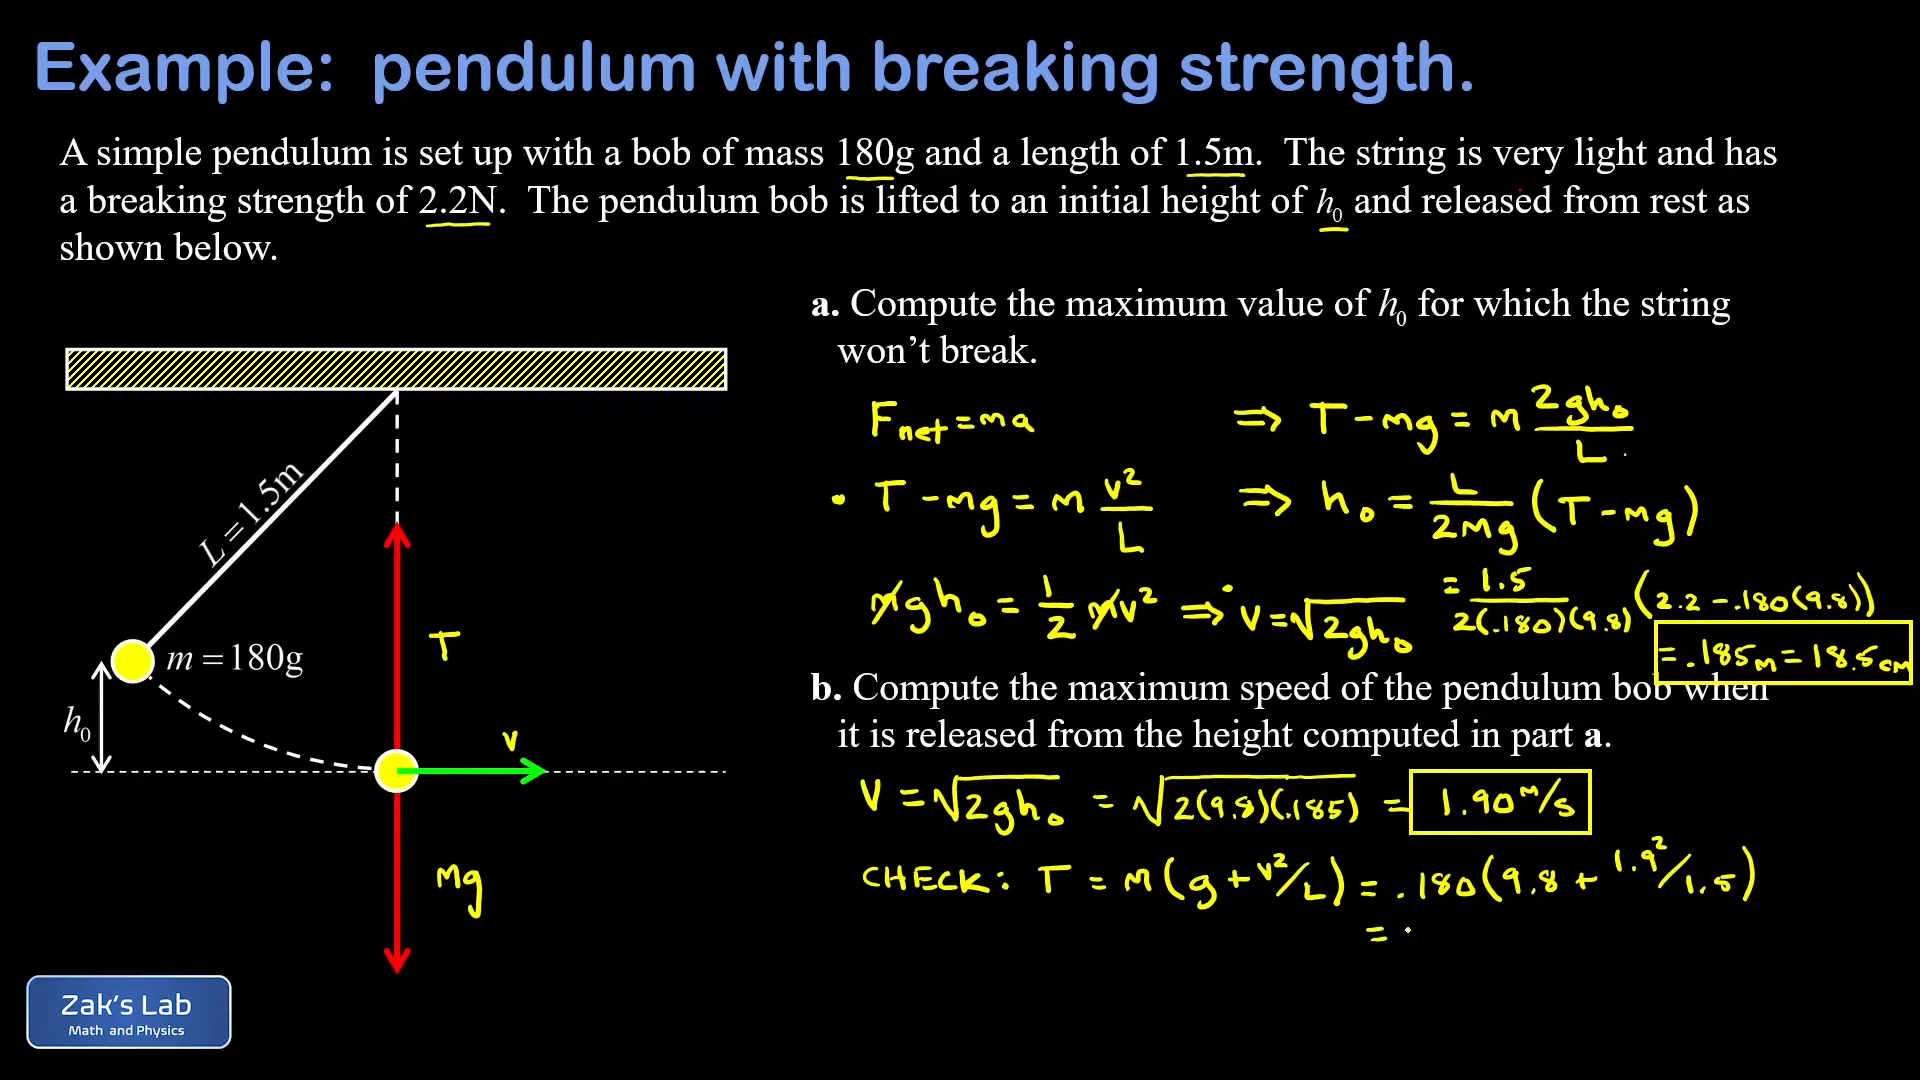 Example: pendulum with breaking strength.
A simple pendulum is set up with a bob of mass 180g and a length of 1.5m. The string is very light and has
a breaking strength of 2.2N. The pendulum bob is lifted to an initial height of h₀ and released from rest as
shown below.
a. Compute the maximum value of h₀ for which the string
won't break.
F_net = ma
⇒ T - mg = m 2gh₀/L
• T - mg = m v²/L
⇒ h₀ = L/2mg (T - mg)
mgh₀ = 1/2 mv² ⇒ v = √2gh₀
= 1.5/2(.180)(9.8) (2.2 - .180(9.8))
= .185m = 18.5cm
b. Compute the maximum speed of the pendulum bob when
it is released from the height computed in part a.
V = √2gh₀ = √2(9.8)(.185) = 1.90 m/s
CHECK: T = m(g + v²/L) = .180(9.8 + 1.9²/1.5)
= .
L = 1.5m
m = 180g
h₀
T
v
mg
Zak's Lab
Math and Physics